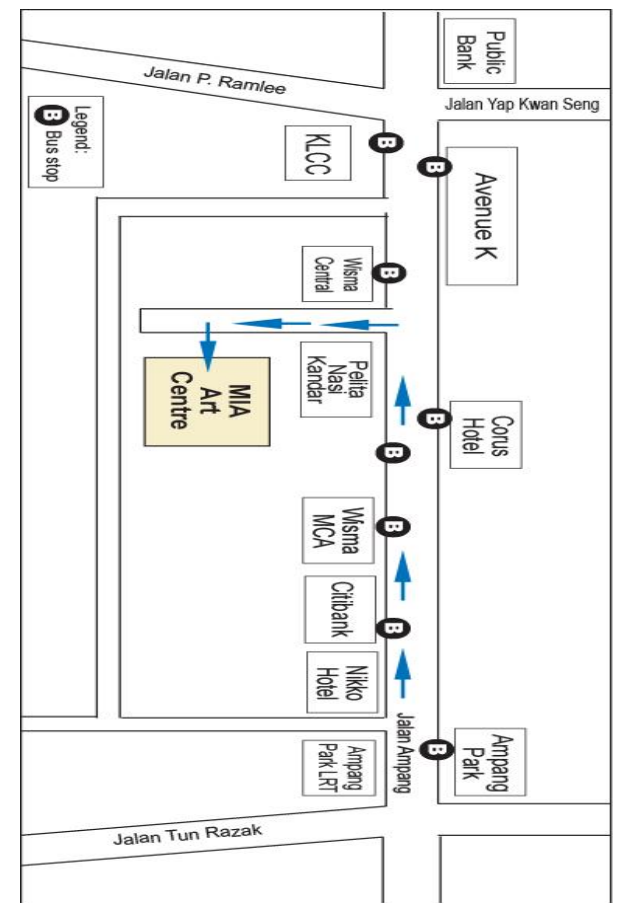 Public
Bank
Jalan P. Ramlee
Jalan Yap Kwan Seng
Legend:
B Bus stop
KLCC
B
B
Avenue K
Wisma
Central
B
Pelita
Nasi
Kandar
MIA
Art
Centre
B
Corus
Hotel
B
Wisma
MCA
B
Citibank
B
Nikko
Hotel
Jalan Ampang
B
Ampang
Park
Ampang
Park LRT
Jalan Tun Razak